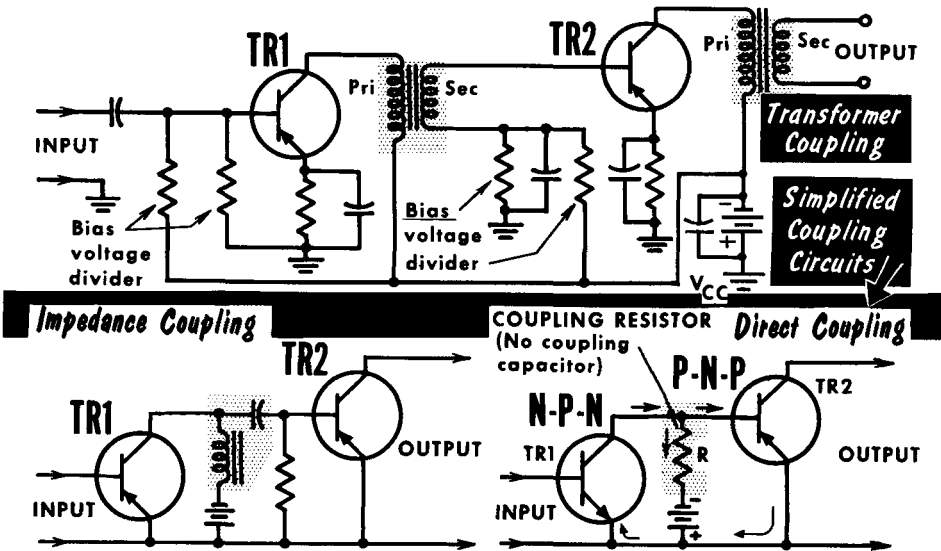 TR1
TR2
Pri
Sec
Pri
Sec
OUTPUT
INPUT
Transformer
Coupling
Bias
voltage
divider
Bias
voltage
divider
-
+
VCC
Simplified
Coupling
Circuits
Impedance Coupling
TR1
TR2
INPUT
OUTPUT
COUPLING RESISTOR
(No coupling
capacitor)
Direct Coupling
N-P-N
P-N-P
TR1
TR2
R
-
+
INPUT
OUTPUT